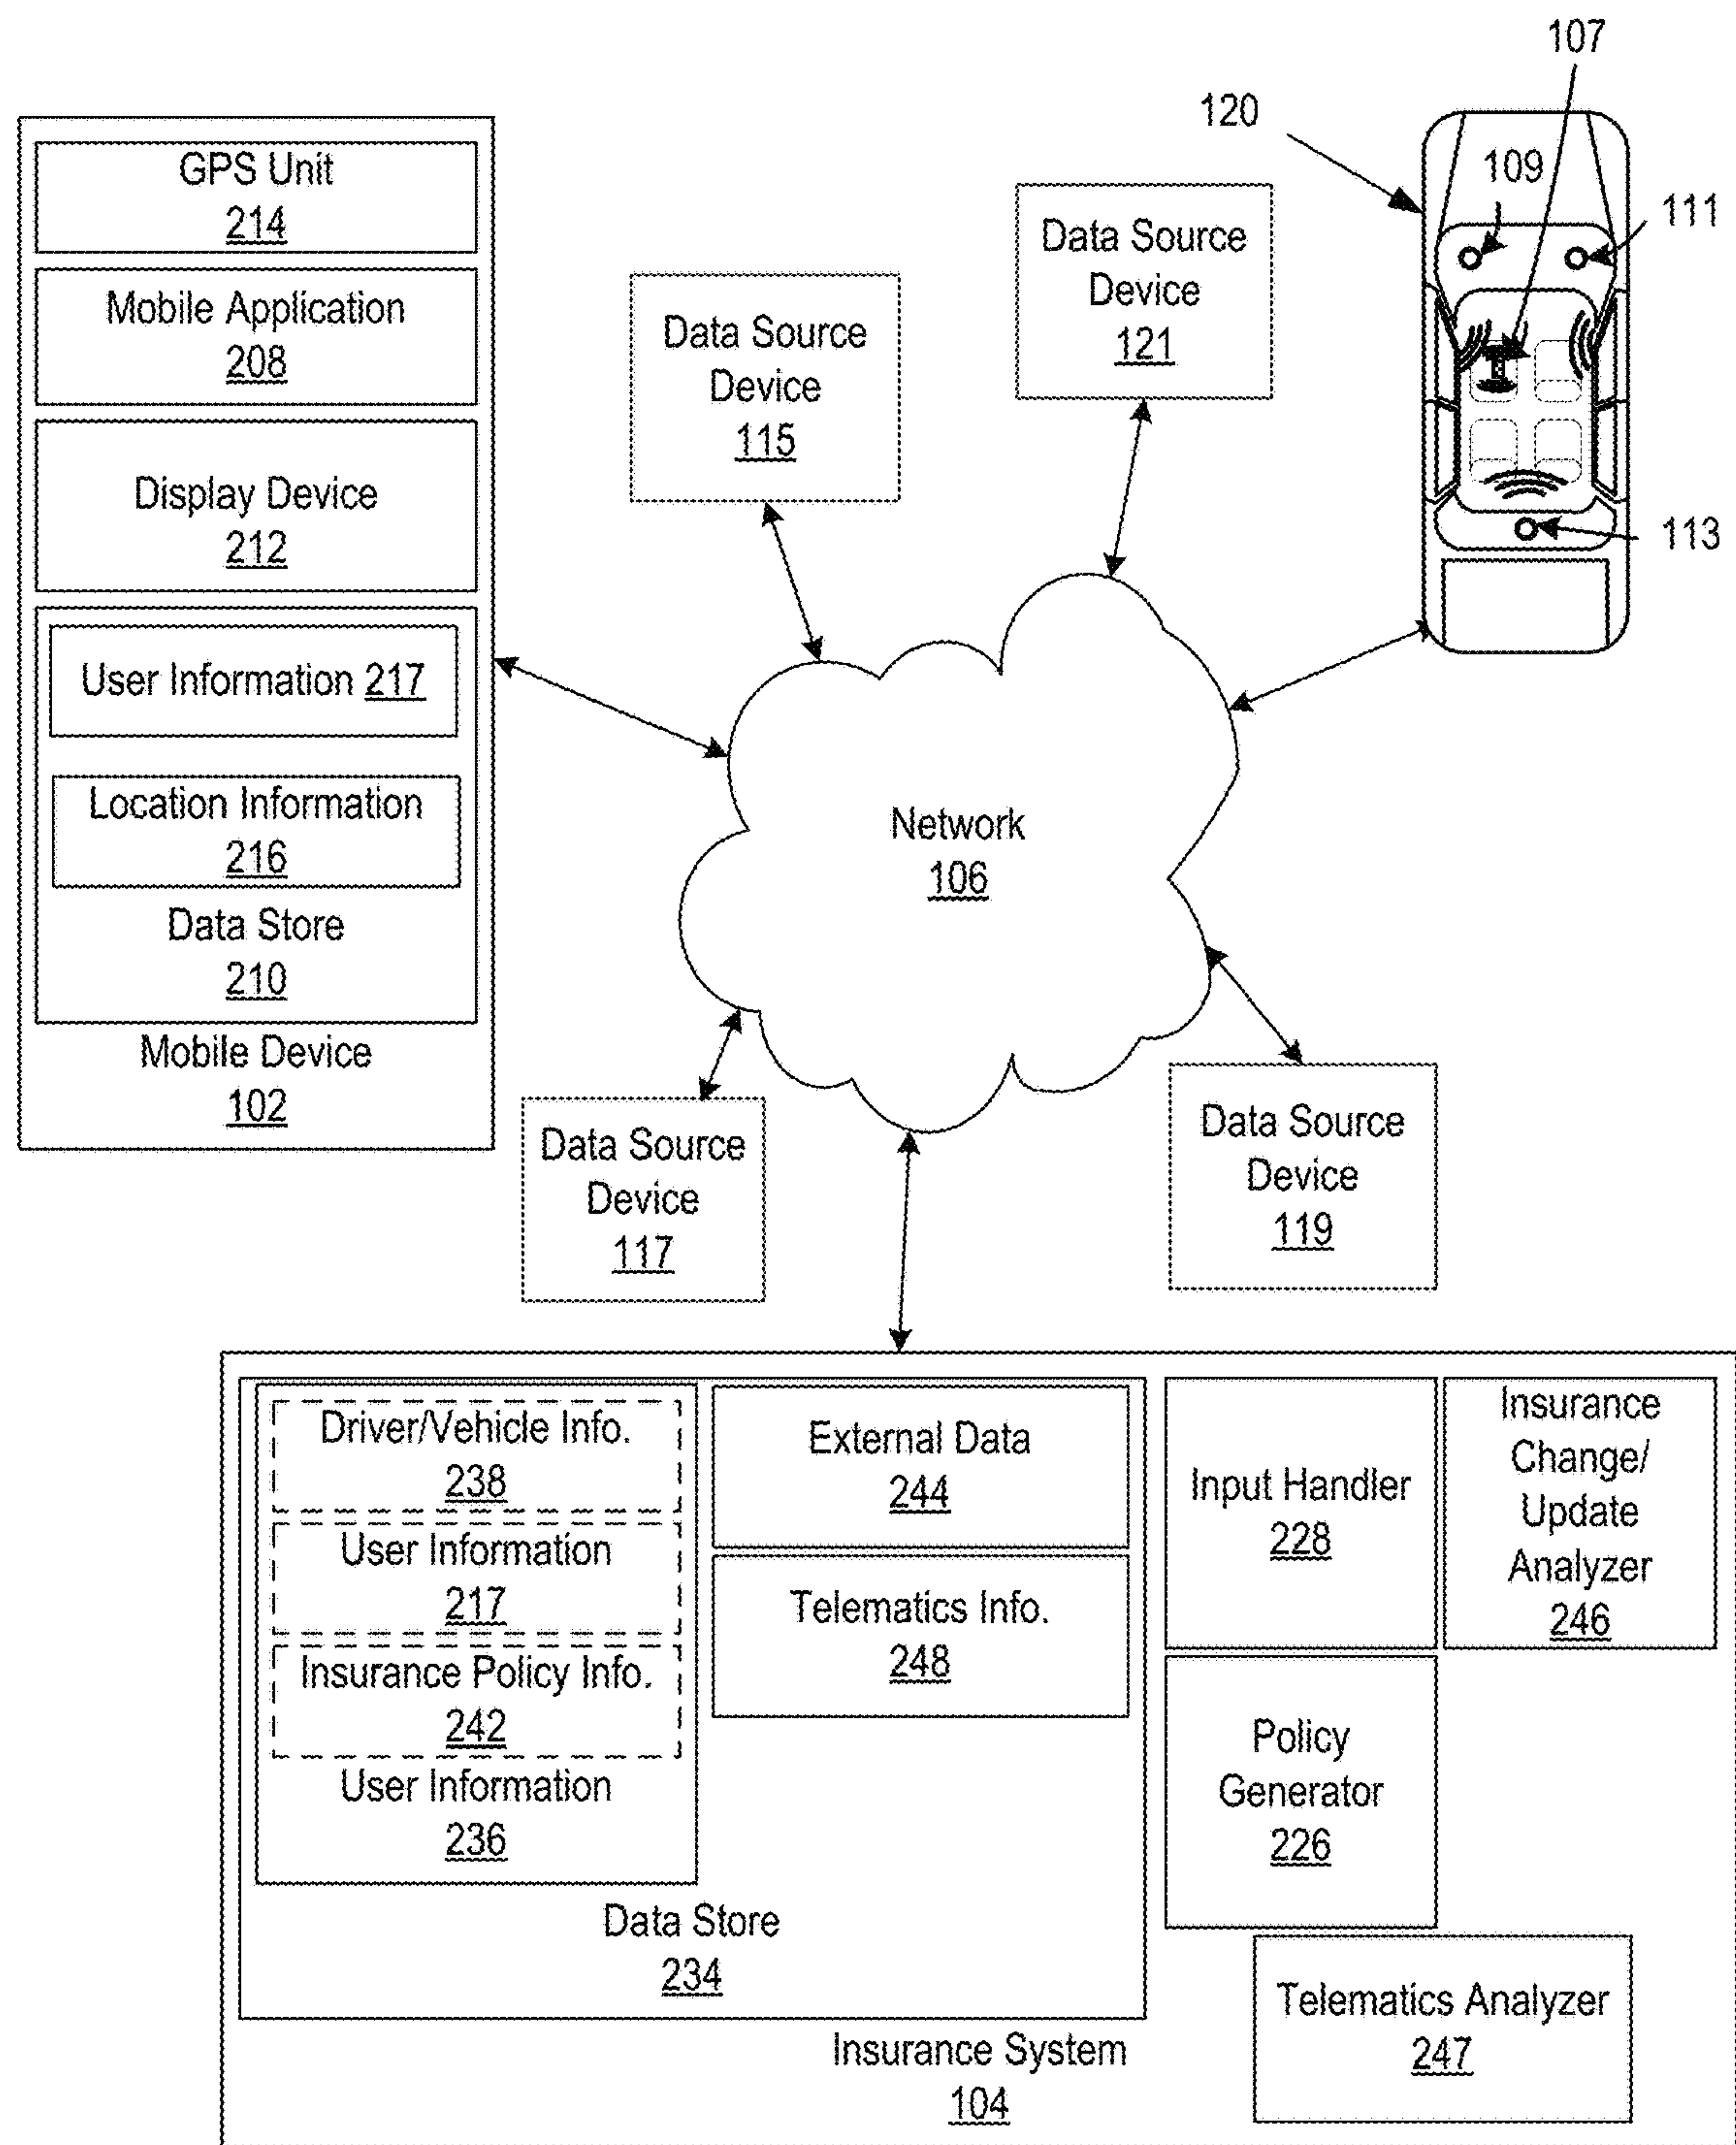 107
120
109
111
113
GPS Unit
214
Mobile Application
208
Display Device
212
User Information 217
Location Information
216
Data Store
210
Mobile Device
102
Data Source
Device
115
Data Source
Device
121
Network
106
Data Source
Device
117
Data Source
Device
119
Driver/Vehicle Info.
238
User Information
217
Insurance Policy Info.
242
User Information
236
External Data
244
Telematics Info.
248
Data Store
234
Input Handler
228
Insurance
Change/
Update
Analyzer
246
Policy
Generator
226
Telematics Analyzer
247
Insurance System
104